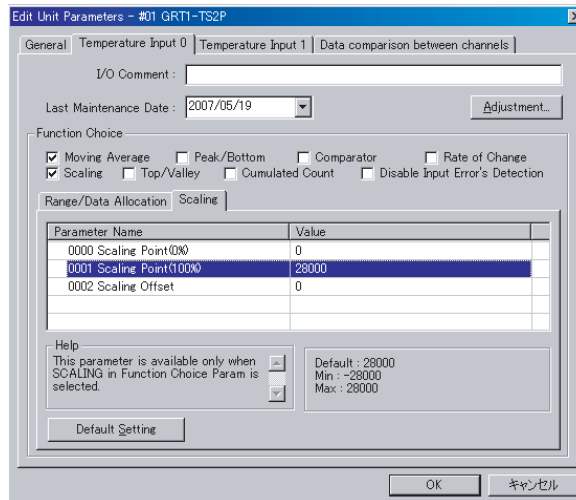 Edit Unit Parameters - #01 GRT1-TS2P
General Temperature Input 0 Temperature Input 1 Data comparison between channels
I/O Comment :
Last Maintenance Date : 2007/05/19 Adjustment...
Function Choice
Moving Average Peak/Bottom Comparator Rate of Change
Scaling Top/Valley Cumulated Count Disable Input Error's Detection
Range/Data Allocation Scaling
Parameter Name Value
0000 Scaling Point(0%) 0
0001 Scaling Point(100%) 28000
0002 Scaling Offset 0
Help
This parameter is available only when
SCALING in Function Choice Param is
selected.
Default : 28000
Min : -28000
Max : 28000
Default Setting
OK キャンセル